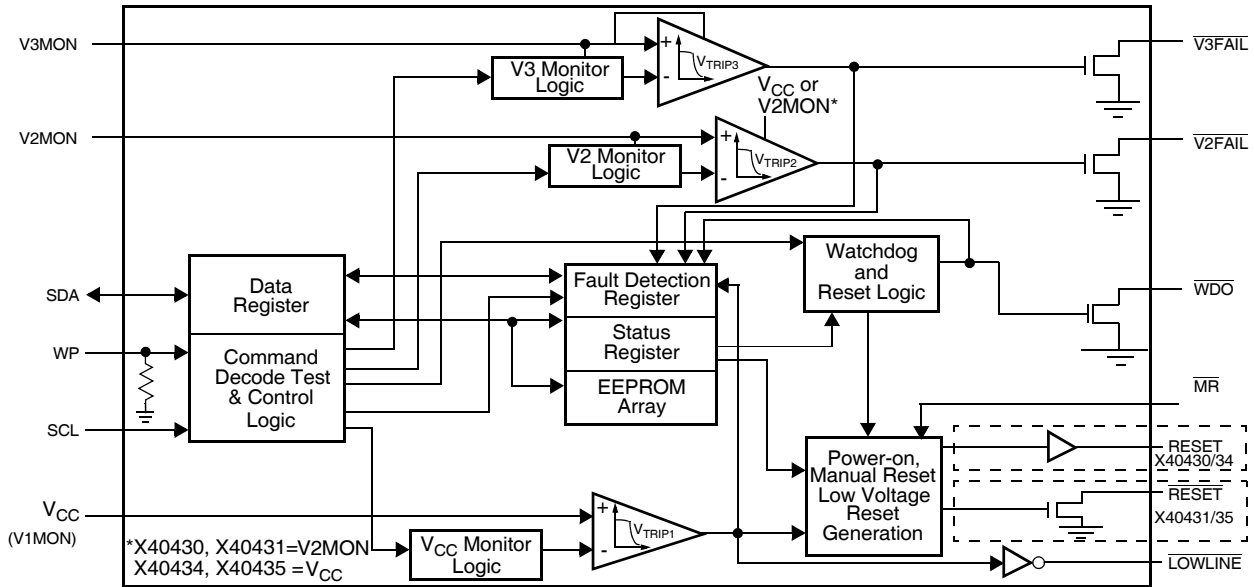 V3MON
+
-
VTRIP3
V3 Monitor
Logic
VCC or
V2MON*
V3FAIL
V2MON
+
-
VTRIP2
V2 Monitor
Logic
V2FAIL
SDA
WP
SCL
Data
Register
Command
Decode Test
& Control
Logic
Fault Detection
Register
Status
Register
EEPROM
Array
Watchdog
and
Reset Logic
WDO
MR
Power-on,
Manual Reset
Low Voltage
Reset
Generation
RESET
X40430/34
RESET
X40431/35
LOWLINE
VCC
(V1MON)
+
-
VTRIP1
VCC Monitor
Logic
*X40430, X40431=V2MON
X40434, X40435 =VCC